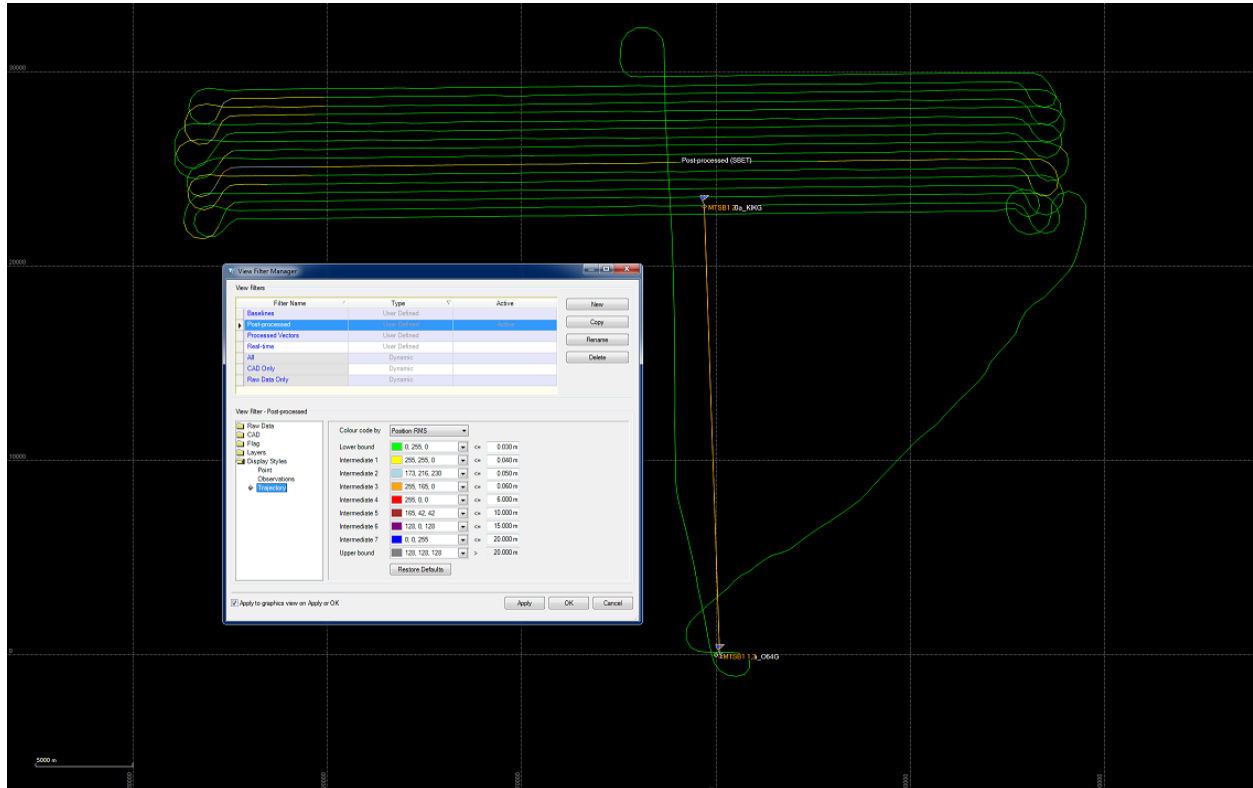 30000
Post-processed (SBET)
20000
View Filter Manager
View Filters
Filter Name Type Active
Baselines User Defined
Post-processed User Defined Active
Processed Vectors User Defined
Real-time User Defined
All Dynamic
CAD Only Dynamic
Raw Data Only Dynamic
New
Copy
Rename
Delete
View Filter - Post-processed
Raw Data
CAD
Flag
Layers
Display Styles
Point
Observations
Trajectory
Colour code by Position RMS
Lower bound 0, 255, 0 <= 0.030 m
Intermediate 1 255, 255, 0 <= 0.040 m
Intermediate 2 173, 216, 230 <= 0.050 m
Intermediate 3 255, 165, 0 <= 0.060 m
Intermediate 4 255, 0, 0 <= 5.000 m
Intermediate 5 165, 42, 42 <= 10.000 m
Intermediate 6 128, 0, 128 <= 15.000 m
Intermediate 7 0, 0, 255 <= 20.000 m
Upper bound 128, 128, 128 > 20.000 m
Restore Defaults
Apply to graphics view on Apply or OK
Apply OK Cancel
10000
0
5000 m